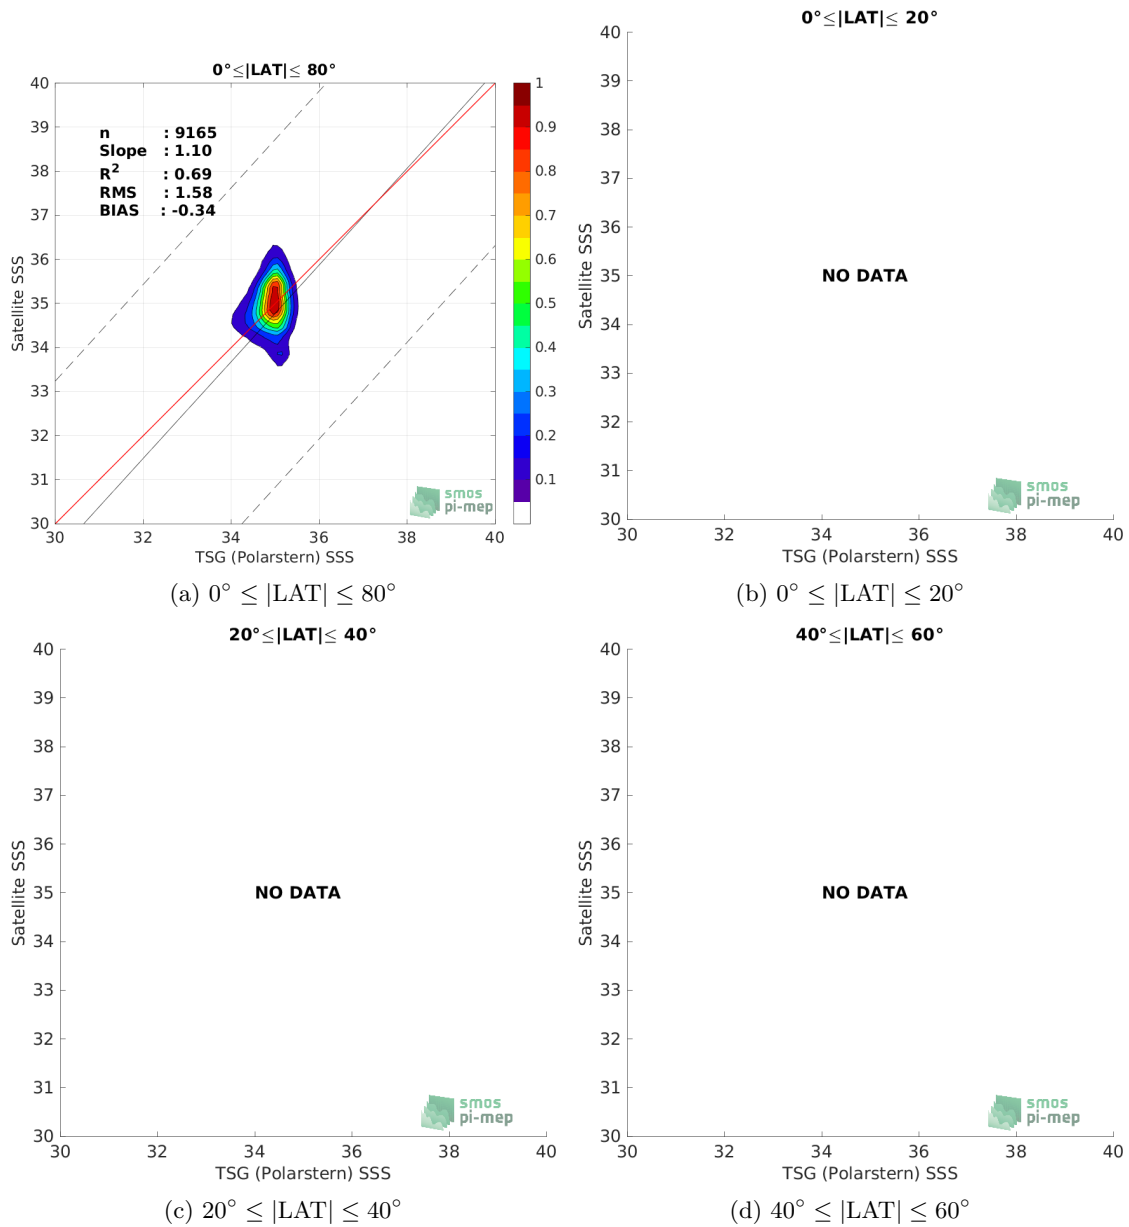 0°≤|LAT|≤ 80°
40
39
38
37
36
35
34
33
32
31
30
n : 9165
Slope : 1.10
R² : 0.69
RMS : 1.58
BIAS : -0.34
1
0.9
0.8
0.7
0.6
0.5
0.4
0.3
0.2
0.1
Satellite SSS
smos
pi-mep
30 32 34 36 38 40
TSG (Polarstern) SSS
(a) 0° ≤ |LAT| ≤ 80°
0°≤|LAT|≤ 20°
40
39
38
37
36
35
34
33
32
31
30
Satellite SSS
NO DATA
smos
pi-mep
30 32 34 36 38 40
TSG (Polarstern) SSS
(b) 0° ≤ |LAT| ≤ 20°
20°≤|LAT|≤ 40°
40
39
38
37
36
35
34
33
32
31
30
Satellite SSS
NO DATA
smos
pi-mep
30 32 34 36 38 40
TSG (Polarstern) SSS
(c) 20° ≤ |LAT| ≤ 40°
40°≤|LAT|≤ 60°
40
39
38
37
36
35
34
33
32
31
30
Satellite SSS
NO DATA
smos
pi-mep
30 32 34 36 38 40
TSG (Polarstern) SSS
(d) 40° ≤ |LAT| ≤ 60°